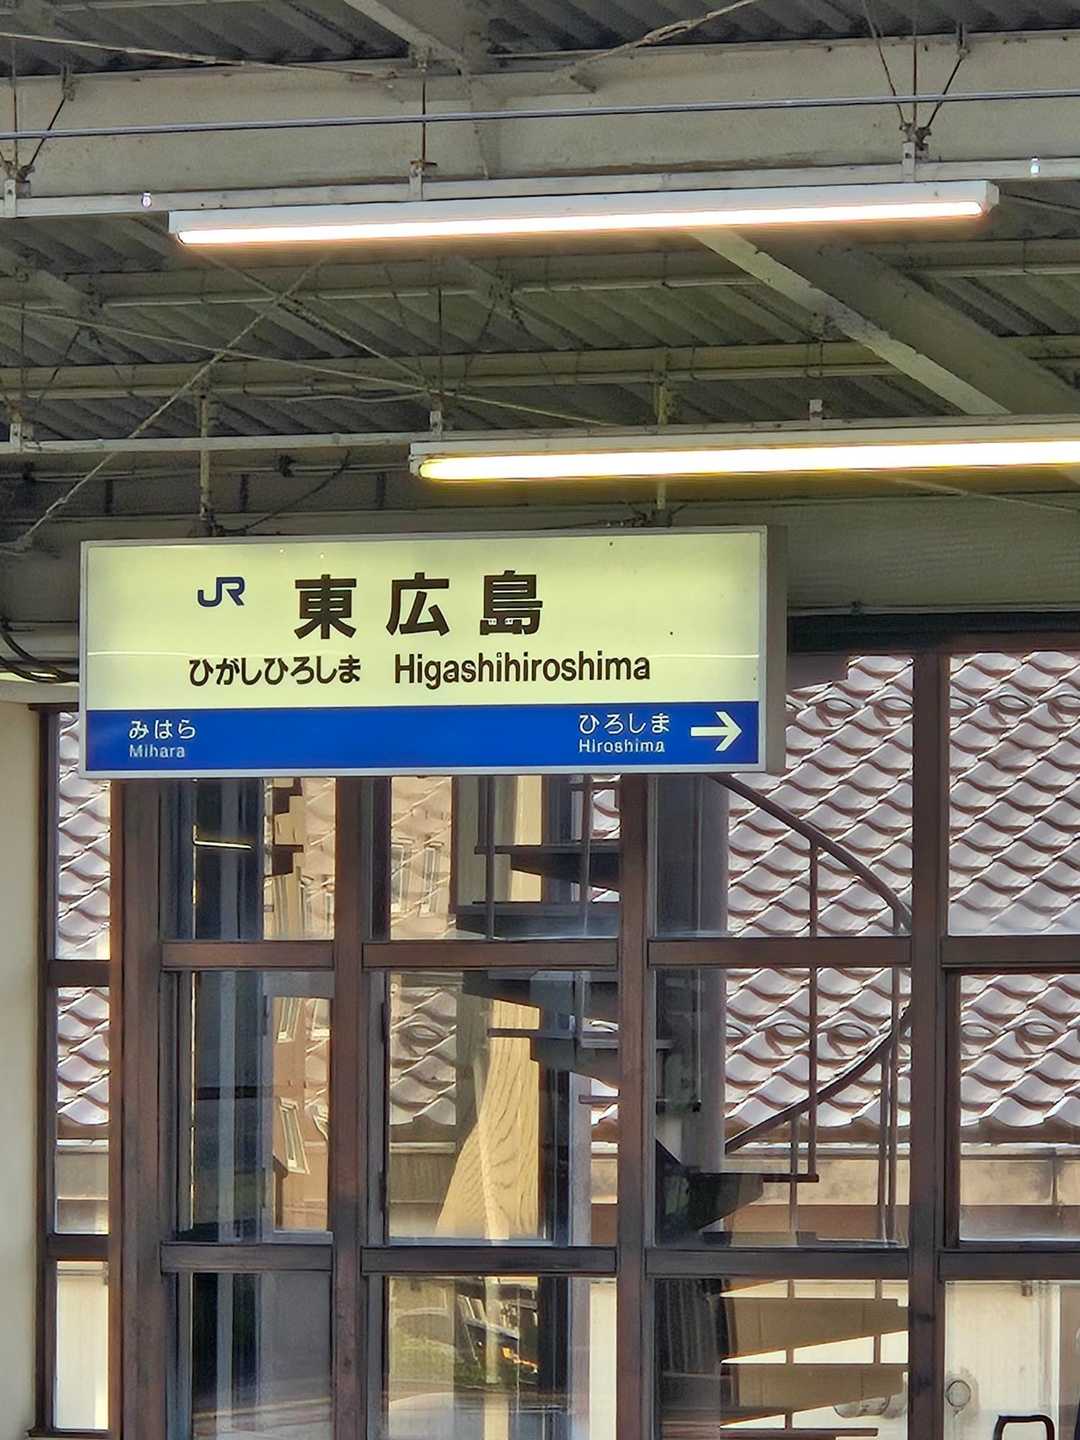 JR 東広島
ひがしひろしま Higashihiroshima
みはら ひろしま →
Mihara Hiroshima